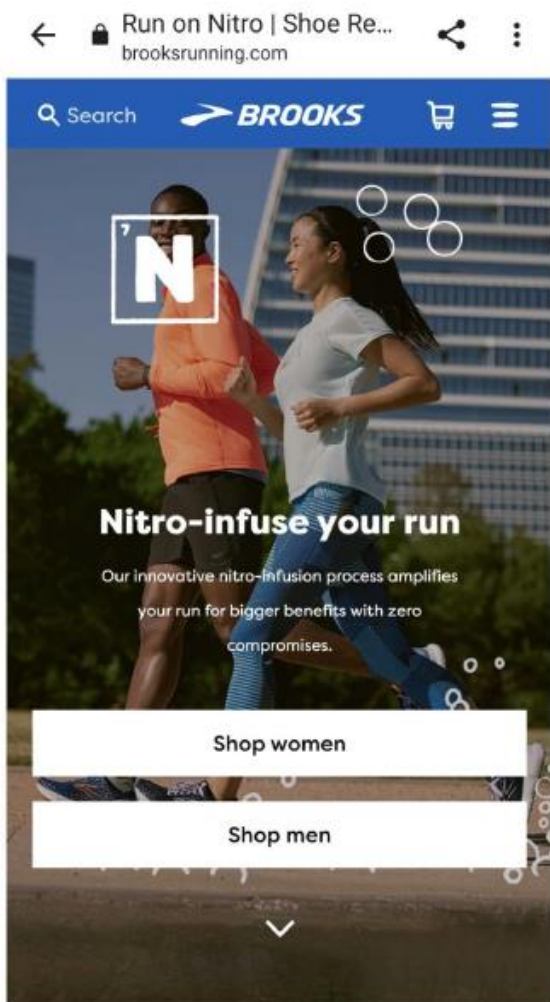 Run on Nitro | Shoe Re...
brooksrunning.com
Search
BROOKS
'N
Nitro-infuse your run
Our innovative nitro-infusion process amplifies
your run for bigger benefits with zero
compromises.
Shop women
Shop men